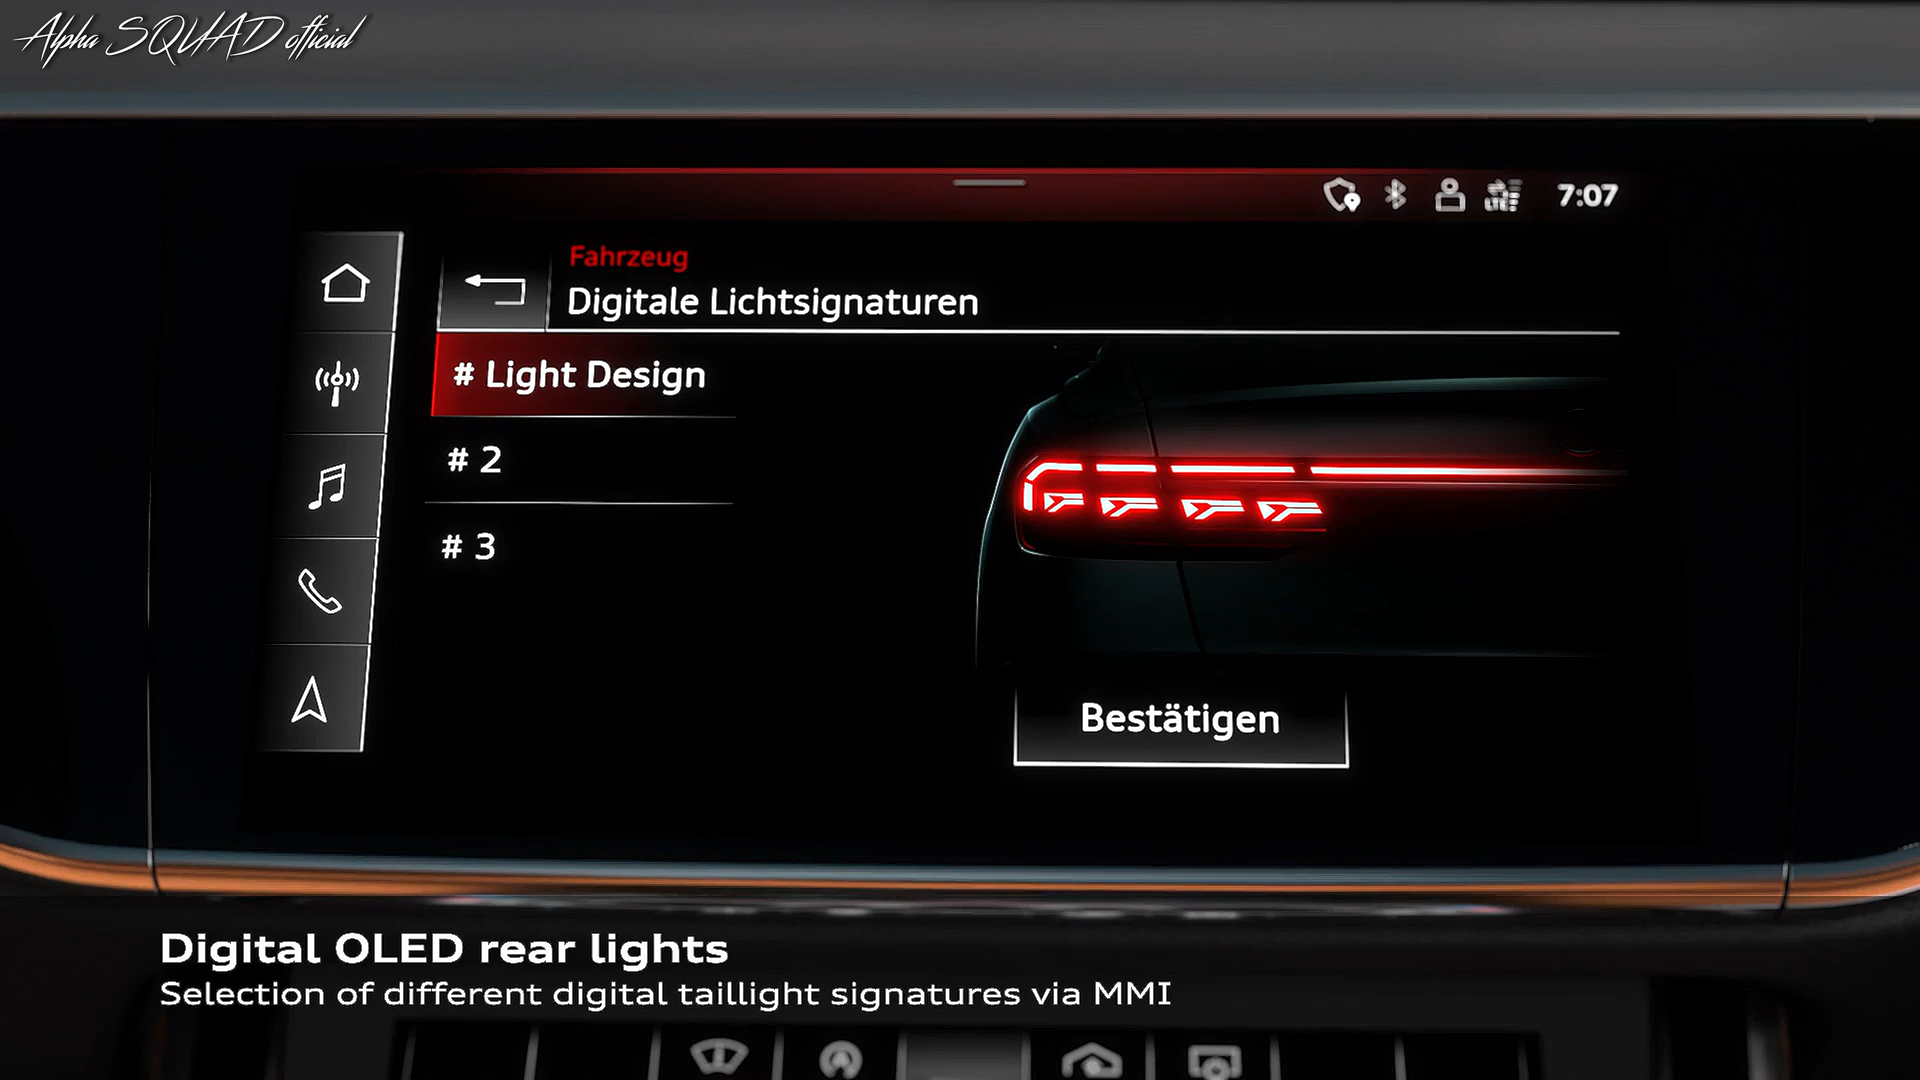 Alpha SQUAD official
7:07
Fahrzeug
Digitale Lichtsignaturen
# Light Design
# 2
# 3
Bestätigen
Digital OLED rear lights
Selection of different digital taillight signatures via MMI